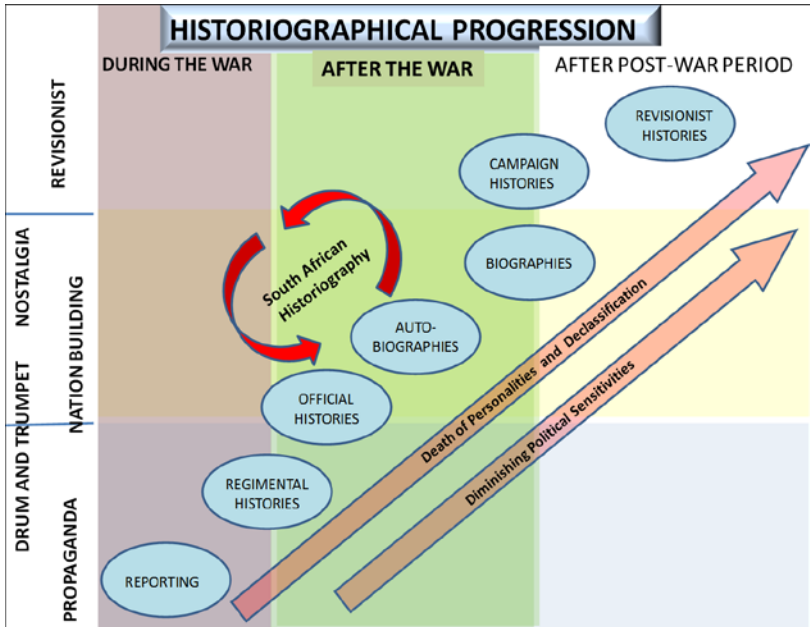 HISTORIOGRAPHICAL PROGRESSION
DURING THE WAR
AFTER THE WAR
AFTER POST-WAR PERIOD
REVISIONIST
NOSTALGIA
NATION BUILDING
DRUM AND TRUMPET
PROPAGANDA
REVISIONIST
HISTORIES
CAMPAIGN
HISTORIES
BIOGRAPHIES
South African
Historiography
AUTO-
BIOGRAPHIES
OFFICIAL
HISTORIES
REGIMENTAL
HISTORIES
REPORTING
Death of Personalities and Declassification
Diminishing Political Sensitivities